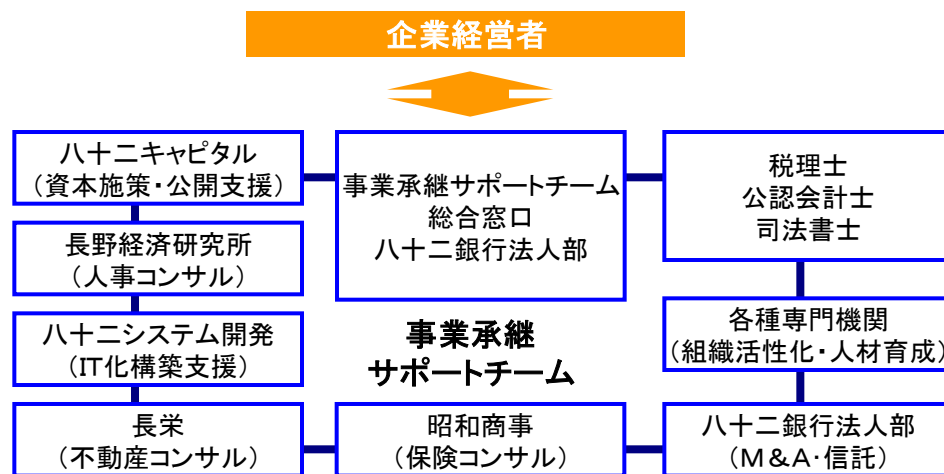 企業経営者
八十二キャピタル
（資本施策・公開支援）
事業承継サポートチーム
総合窓口
八十二銀行法人部
税理士
公認会計士
司法書士
長野経済研究所
（人事コンサル）
八十二システム開発
（IT化構築支援）
事業承継
サポートチーム
各種専門機関
（組織活性化・人材育成）
長栄
（不動産コンサル）
昭和商事
（保険コンサル）
八十二銀行法人部
（M＆A・信託）